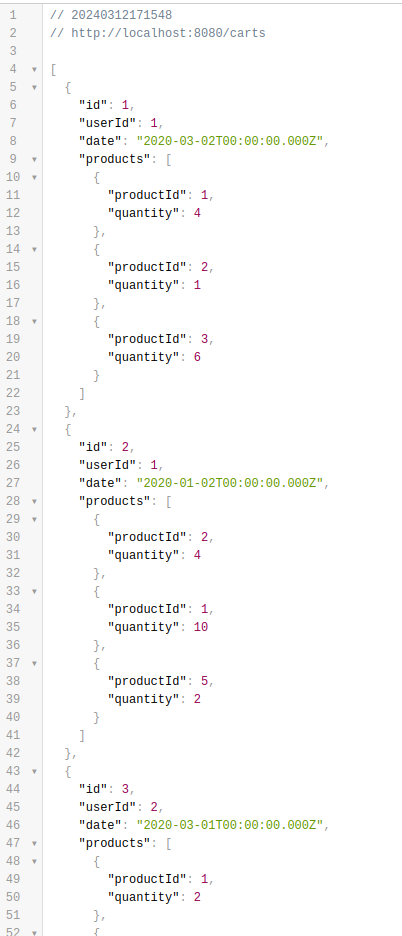 1 // 20240312171548
2 // http://localhost:8080/carts
3
4 ▾ [
5 ▾   {
6       "id": 1,
7       "userId": 1,
8       "date": "2020-03-02T00:00:00.000Z",
9 ▾     "products": [
10 ▾      {
11          "productId": 1,
12          "quantity": 4
13        },
14 ▾      {
15          "productId": 2,
16          "quantity": 1
17        },
18 ▾      {
19          "productId": 3,
20          "quantity": 6
21        }
22      ]
23    },
24 ▾  {
25      "id": 2,
26      "userId": 1,
27      "date": "2020-01-02T00:00:00.000Z",
28 ▾    "products": [
29 ▾      {
30          "productId": 2,
31          "quantity": 4
32        },
33 ▾      {
34          "productId": 1,
35          "quantity": 10
36        },
37 ▾      {
38          "productId": 5,
39          "quantity": 2
40        }
41      ]
42    },
43 ▾  {
44      "id": 3,
45      "userId": 2,
46      "date": "2020-03-01T00:00:00.000Z",
47 ▾    "products": [
48 ▾      {
49          "productId": 1,
50          "quantity": 2
51        },
52 ▾      {